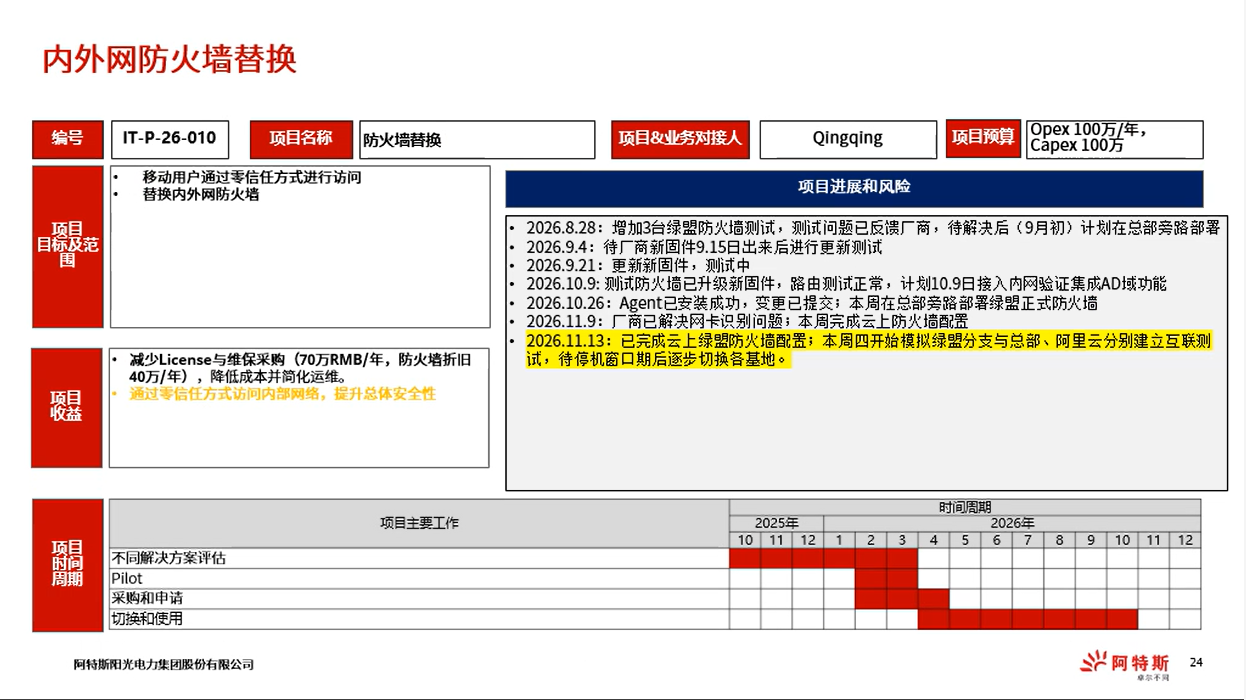 内外网防火墙替换
编号
IT-P-26-010
项目名称
防火墙替换
项目&业务对接人
Qingqing
项目预算
Opex 100万/年，
Capex 100万
项目
目标及范
围
• 移动用户通过零信任方式进行访问
• 替换内外网防火墙
项目进展和风险
• 2026.8.28：增加3台绿盟防火墙测试，测试问题已反馈厂商，待解决后（9月初）计划在总部旁路部署
• 2026.9.4：待厂商新固件9.15日出来后进行更新测试
• 2026.9.21：更新新固件，测试中
• 2026.10.9: 测试防火墙已升级新固件，路由测试正常，计划10.9日接入内网验证集成AD域功能
• 2026.10.26：Agent已安装成功，变更已提交；本周在总部旁路部署绿盟正式防火墙
• 2026.11.9：厂商已解决网卡识别问题；本周完成云上防火墙配置
• 2026.11.13：已完成云上绿盟防火墙配置；本周四开始模拟绿盟分支与总部、阿里云分别建立互联测
试，待停机窗口期后逐步切换各基地。
项目
收益
• 减少License与维保采购（70万RMB/年，防火墙折旧
40万/年），降低成本并简化运维。
• 通过零信任方式访问内部网络，提升总体安全性
项目
时间
周期
项目主要工作
时间周期
2025年 2026年
10 11 12 1 2 3 4 5 6 7 8 9 10 11 12
不同解决方案评估
Pilot
采购和申请
切换和使用
阿特斯阳光电力集团股份有限公司
阿特斯
卓尔不同
24